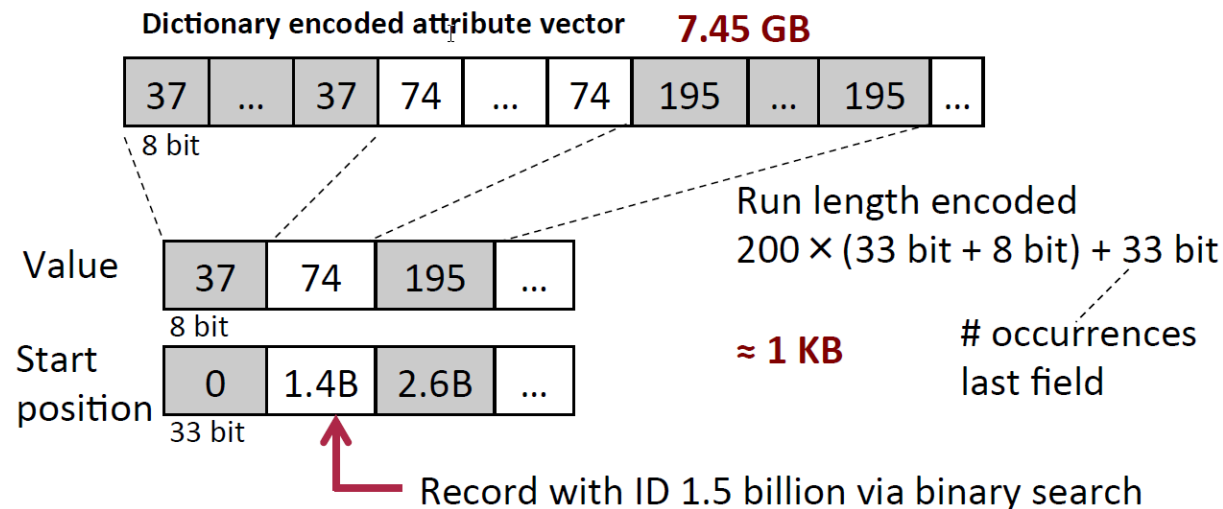 Dictionary encoded attribute vector 7.45 GB
37 ... 37 74 ... 74 195 ... 195 ...
8 bit
Run length encoded
200 × (33 bit + 8 bit) + 33 bit
Value 37 74 195 ...
8 bit
≈ 1 KB
# occurrences
last field
Start
position
0 1.4B 2.6B ...
33 bit
Record with ID 1.5 billion via binary search